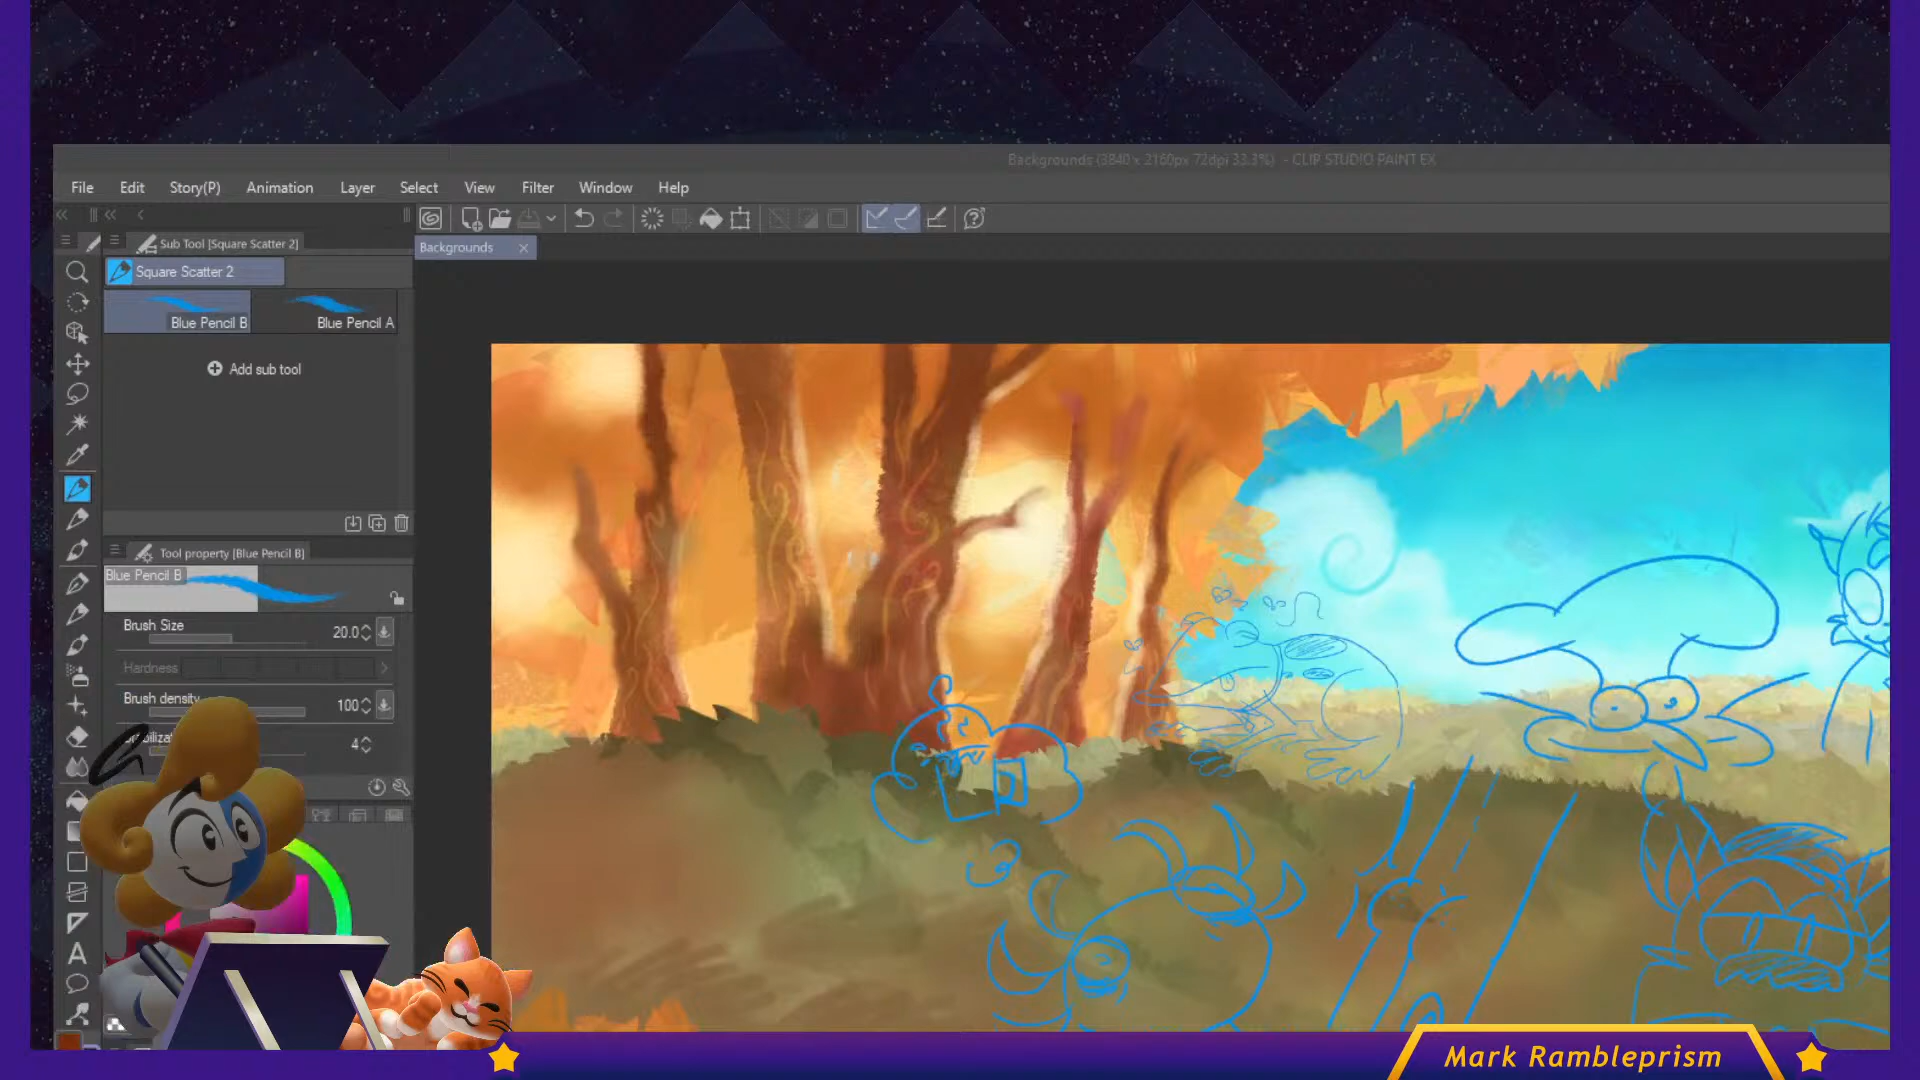 Backgrounds (3840 x 2160px 72dpi 33.3%) - CLIP STUDIO PAINT EX
File Edit Story(P) Animation Layer Select View Filter Window Help
Sub Tool [Square Scatter 2]
Backgrounds
Square Scatter 2
Blue Pencil B Blue Pencil A
Add sub tool
Tool property [Blue Pencil B]
Blue Pencil B
Brush Size 20.0
Hardness
Brush density 100
4
Mark Rambleprism